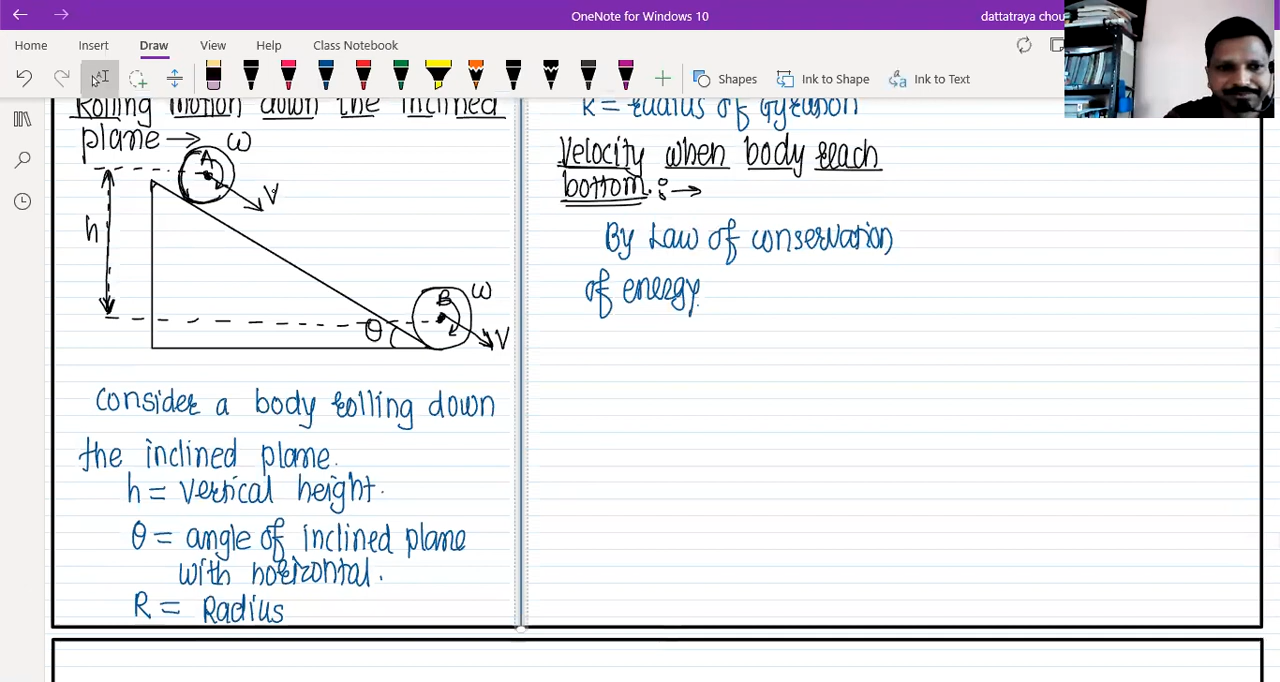 OneNote for Windows 10
dattatraya chou
Home Insert Draw View Help Class Notebook
Shapes Ink to Shape Ink to Text
Rolling motion down the inclined
plane →
ω
A
V
h
B
ω
θ
V
Consider a body rolling down
the inclined plane.
h = vertical height.
θ = angle of inclined plane
with horizontal.
R = Radius
K = radius of Gyration
Velocity when body reach
bottom :→
By Law of conservation
of energy.